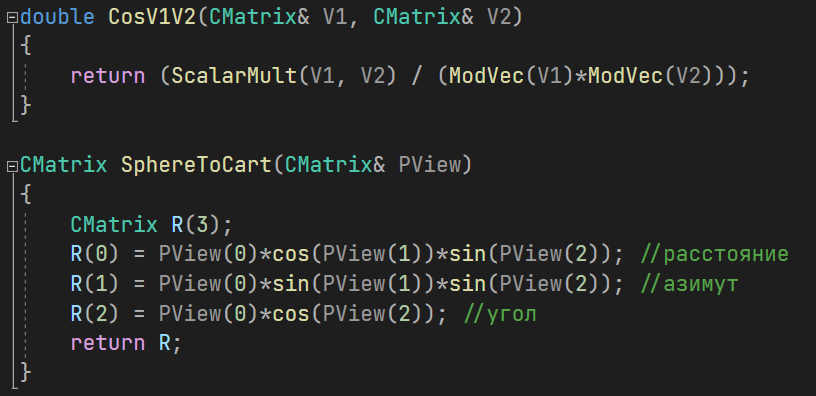 double CosV1V2(CMatrix& V1, CMatrix& V2)
{
return (ScalarMult(V1, V2) / (ModVec(V1)*ModVec(V2)));
}
CMatrix SphereToCart(CMatrix& PView)
{
CMatrix R(3);
R(0) = PView(0)*cos(PView(1))*sin(PView(2)); //расстояние
R(1) = PView(0)*sin(PView(1))*sin(PView(2)); //азимут
R(2) = PView(0)*cos(PView(2)); //угол
return R;
}